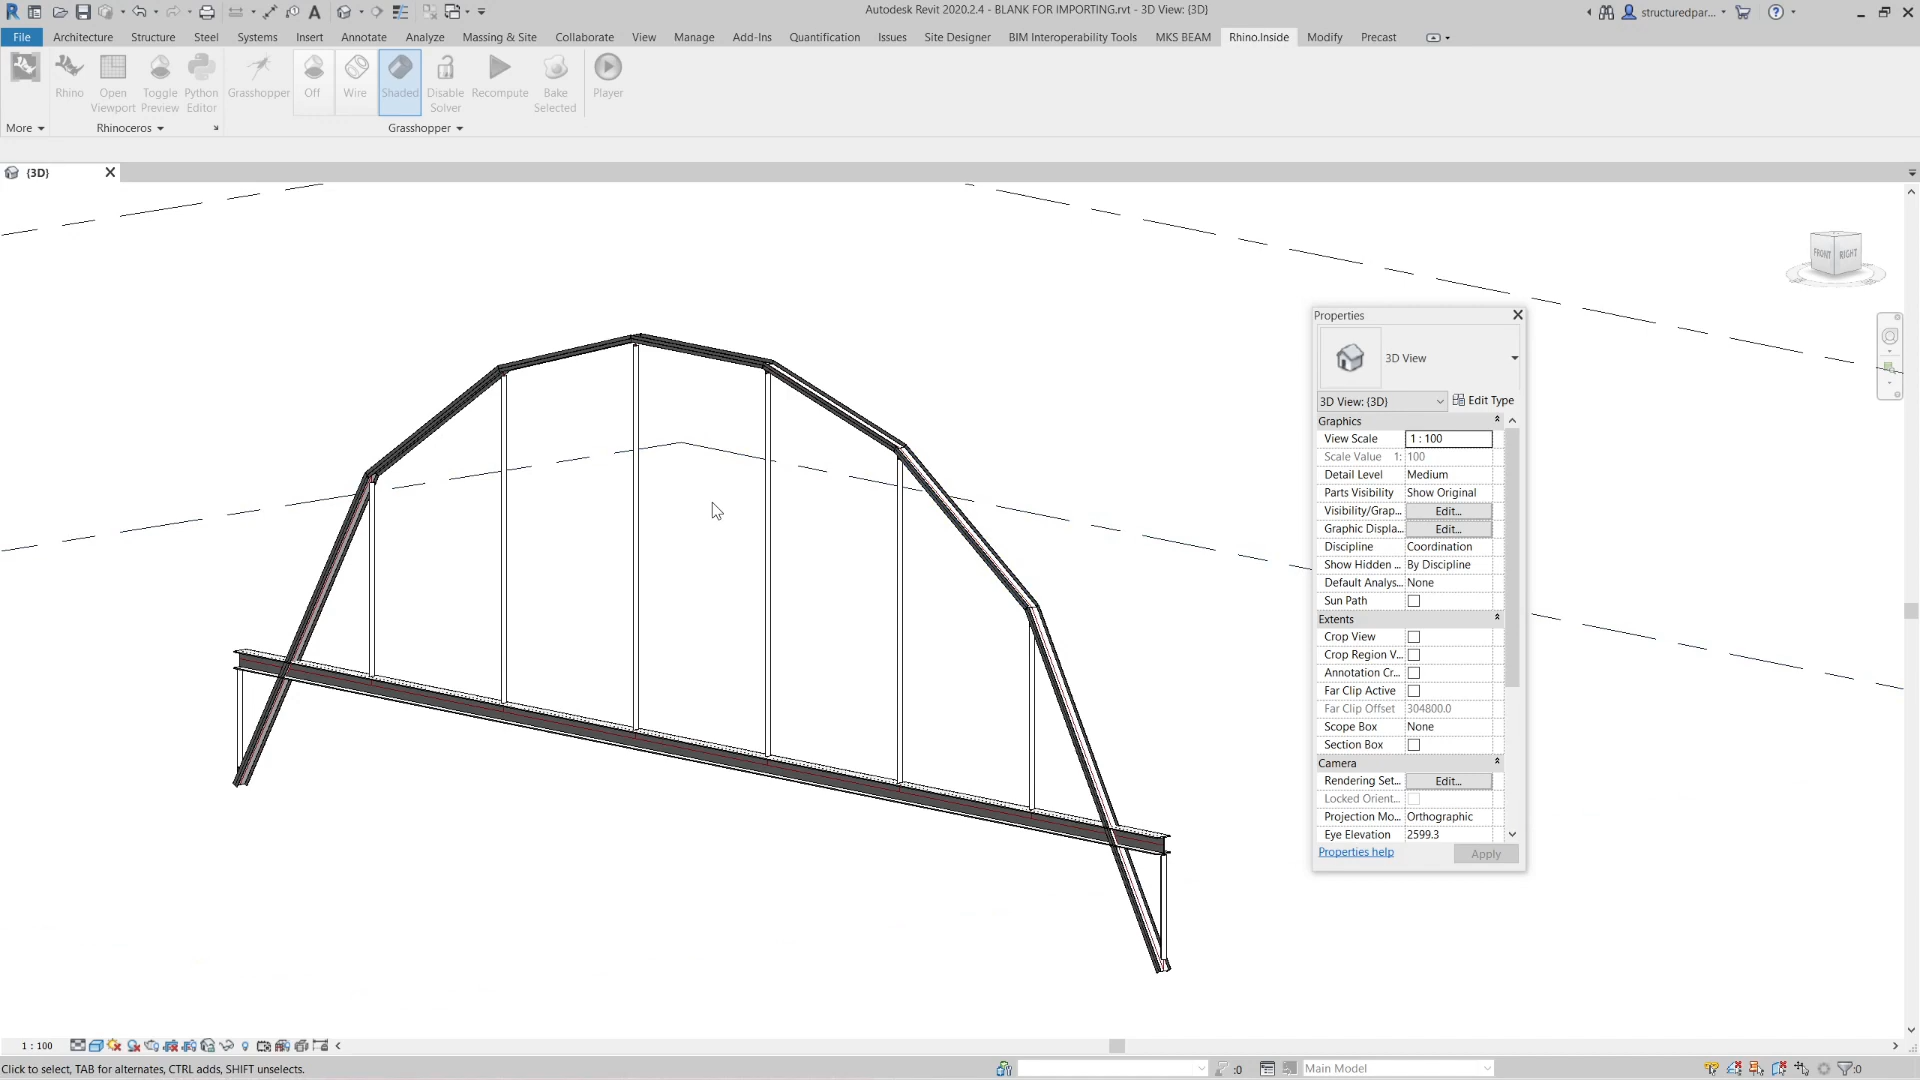 Autodesk Revit 2020.2.4 - BLANK FOR IMPORTING.rvt - 3D View: {3D}
structuredpar...
File Architecture Structure Steel Systems Insert Annotate Analyze Massing & Site Collaborate View Manage Add-Ins Quantification Issues Site Designer BIM Interoperability Tools MKS BEAM Rhino.Inside Modify Precast
Rhino Open Viewport Toggle Preview Python Editor Grasshopper Off Wire Shaded Disable Solver Recompute Bake Selected Player
More Rhinoceros Grasshopper
{3D}
FRONT RIGHT
Properties
3D View
3D View: {3D} Edit Type
Graphics
View Scale 1 : 100
Scale Value 1: 100
Detail Level Medium
Parts Visibility Show Original
Visibility/Grap... Edit...
Graphic Displa... Edit...
Discipline Coordination
Show Hidden ... By Discipline
Default Analys... None
Sun Path
Extents
Crop View
Crop Region V...
Annotation Cr...
Far Clip Active
Far Clip Offset 304800.0
Scope Box None
Section Box
Camera
Rendering Set... Edit...
Locked Orient...
Projection Mo... Orthographic
Eye Elevation 2599.3
Properties help Apply
1 : 100
Click to select, TAB for alternates, CTRL adds, SHIFT unselects.
:0 Main Model :0